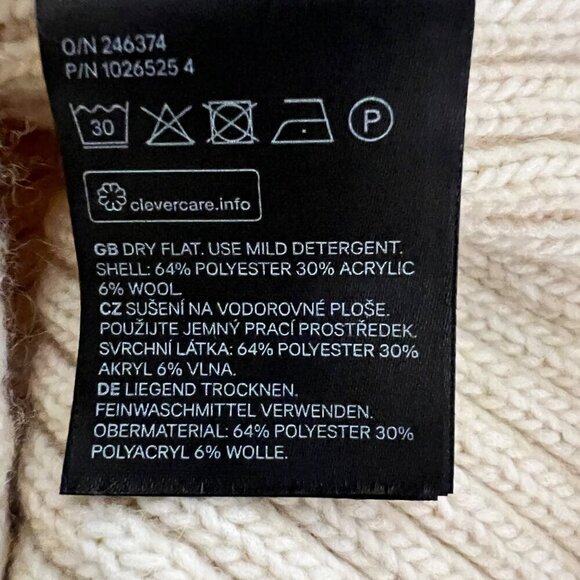 O/N 246374
P/N 1026525 4
30 P
clevercare.info
GB DRY FLAT. USE MILD DETERGENT.
SHELL: 64% POLYESTER 30% ACRYLIC
6% WOOL.
CZ SUŠENÍ NA VODOROVNÉ PLOŠE.
POUŽIJTE JEMNÝ PRACÍ PROSTŘEDEK.
SVRCHNÍ LÁTKA: 64% POLYESTER 30%
AKRYL 6% VLNA.
DE LIEGEND TROCKNEN.
FEINWASCHMITTEL VERWENDEN.
OBERMATERIAL: 64% POLYESTER 30%
POLYACRYL 6% WOLLE.